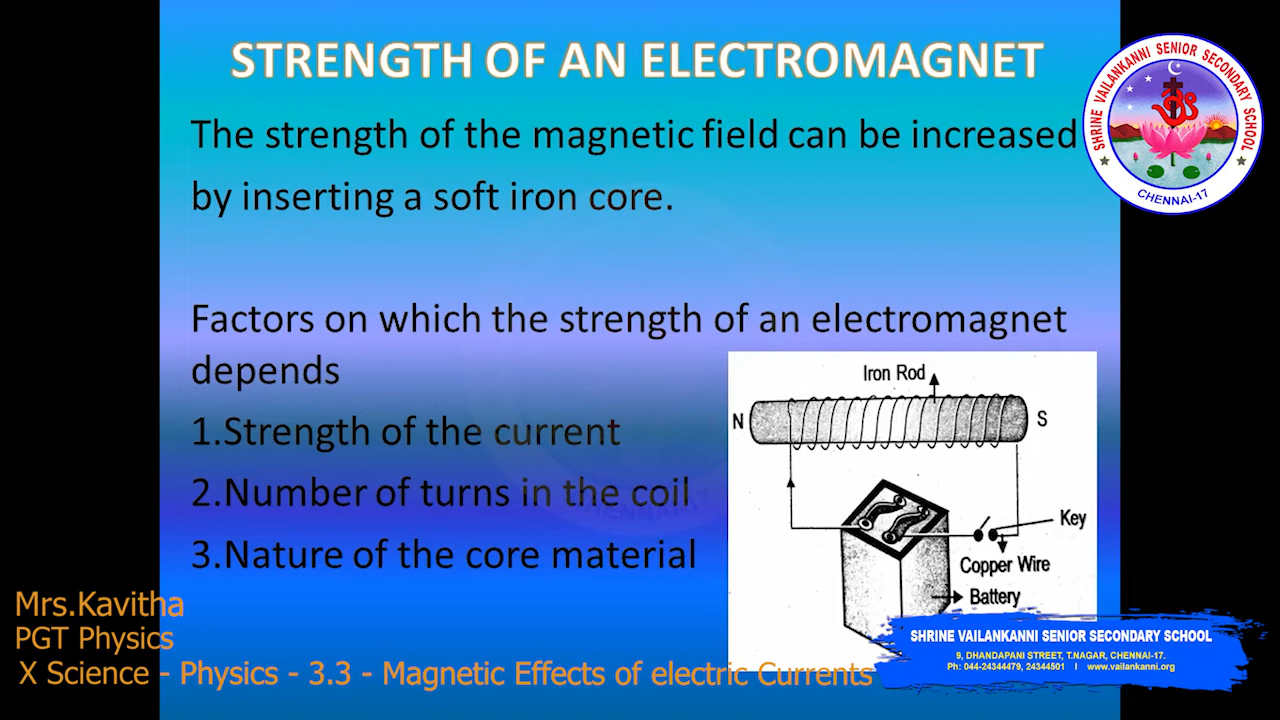 STRENGTH OF AN ELECTROMAGNET
The strength of the magnetic field can be increased
by inserting a soft iron core.
Factors on which the strength of an electromagnet
depends
1.Strength of the current
2.Number of turns in the coil
3.Nature of the core material
Iron Rod
N
S
Key
Copper Wire
Battery
SHRINE VAILANKANNI SENIOR SECONDARY SCHOOL
CHENNAI-17
Mrs.Kavitha
PGT Physics
X Science - Physics - 3.3 - Magnetic Effects of electric Currents
SHRINE VAILANKANNI SENIOR SECONDARY SCHOOL
9, DHANDAPANI STREET, T.NAGAR, CHENNAI-17.
Ph: 044-24344479, 24344501 I www.vailankanni.org